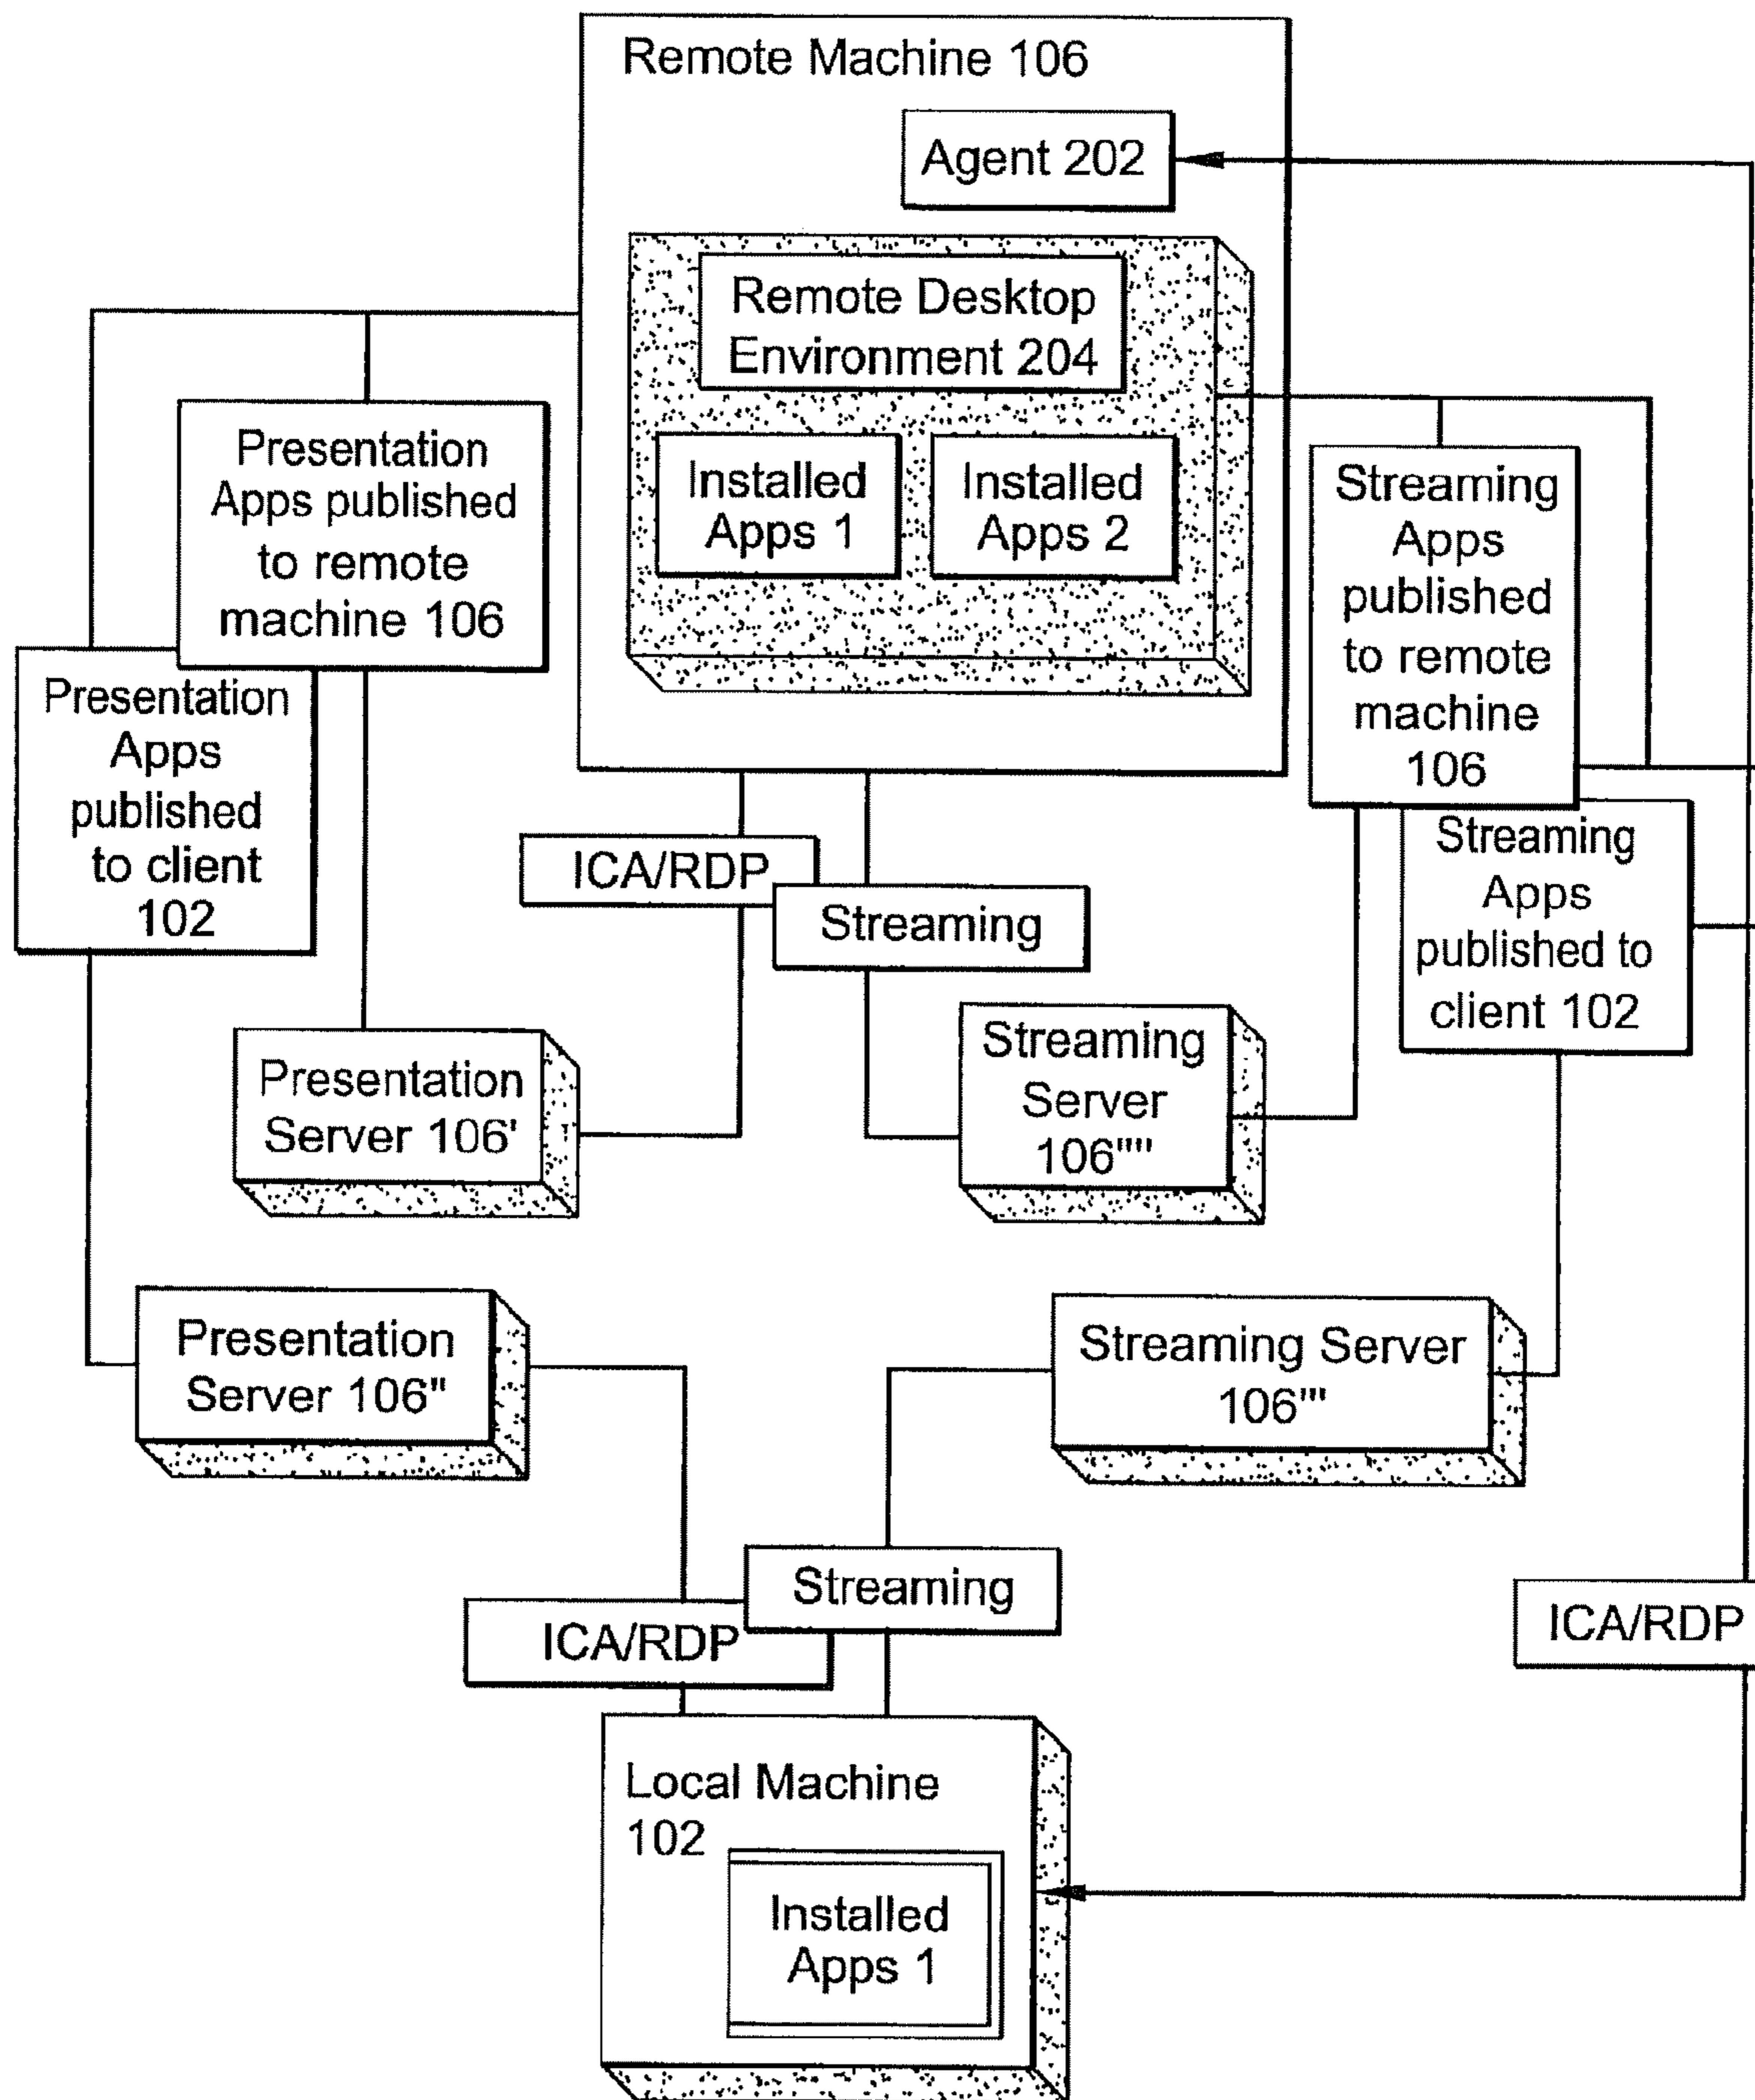 Remote Machine 106
Agent 202
Remote Desktop
Environment 204
Installed
Apps 1
Installed
Apps 2
Presentation
Apps published
to remote
machine 106
Presentation
Apps
published
to client
102
Streaming
Apps
published
to remote
machine
106
Streaming
Apps
published to
client 102
ICA/RDP
Streaming
Presentation
Server 106'
Streaming
Server
106""
Presentation
Server 106"
Streaming Server
106'"
Streaming
ICA/RDP
ICA/RDP
Local Machine
102
Installed
Apps 1